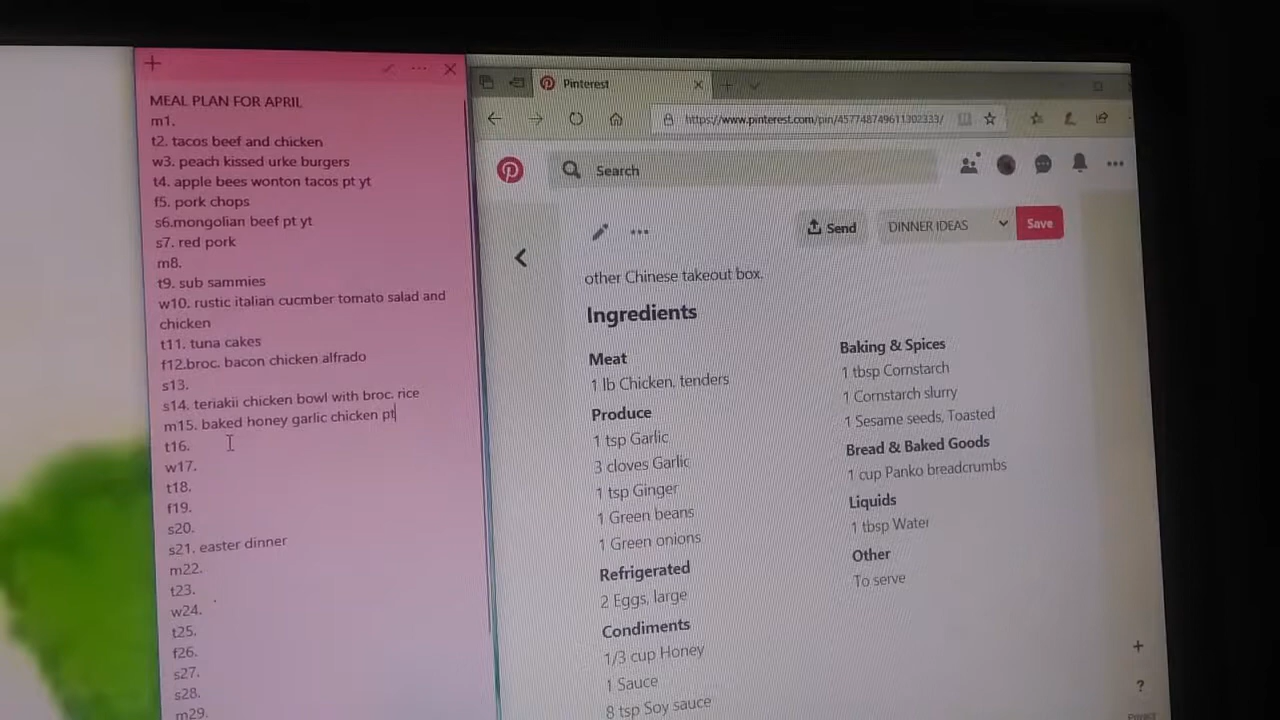 MEAL PLAN FOR APRIL
m1.
t2. tacos beef and chicken
w3. peach kissed urke burgers
t4. apple bees wonton tacos pt yt
f5. pork chops
s6.mongolian beef pt yt
s7. red pork
m8.
t9. sub sammies
w10. rustic italian cucmber tomato salad and
chicken
t11. tuna cakes
f12.broc. bacon chicken alfrado
s13.
s14. teriakii chicken bowl with broc. rice
m15. baked honey garlic chicken pt
t16.
w17.
t18.
f19.
s20.
s21. easter dinner
m22.
t23.
w24.
t25.
f26.
s27.
s28.
m29.
Pinterest
https://www.pinterest.com/pin/457748749611302333/
Search
Send
DINNER IDEAS
Save
other Chinese takeout box.
Ingredients
Meat
1 lb Chicken, tenders
Produce
1 tsp Garlic
3 cloves Garlic
1 tsp Ginger
1 Green beans
1 Green onions
Refrigerated
2 Eggs, large
Condiments
1/3 cup Honey
1 Sauce
8 tsp Soy sauce
Baking & Spices
1 tbsp Cornstarch
1 Cornstarch slurry
1 Sesame seeds, Toasted
Bread & Baked Goods
1 cup Panko breadcrumbs
Liquids
1 tbsp Water
Other
To serve
+
?
Privacy